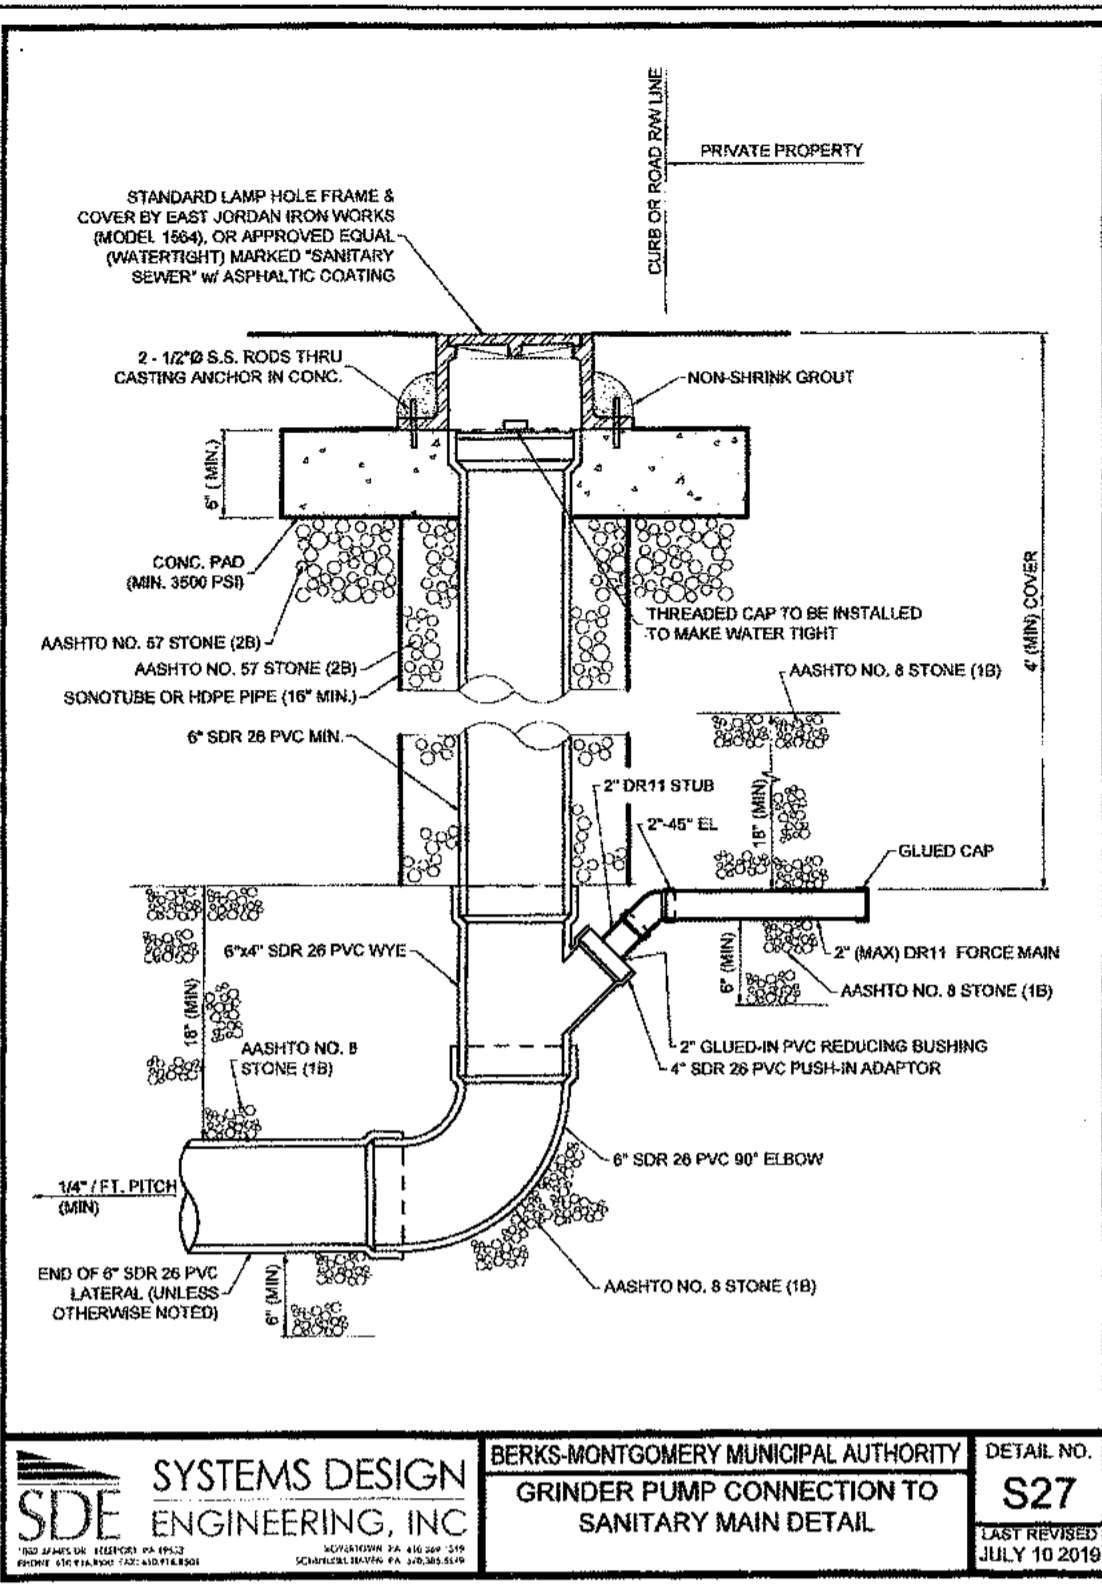 CURB OR ROAD R/W LINE
PRIVATE PROPERTY
STANDARD LAMP HOLE FRAME &
COVER BY EAST JORDAN IRON WORKS
(MODEL 1564), OR APPROVED EQUAL
(WATERTIGHT) MARKED "SANITARY
SEWER" w/ ASPHALTIC COATING
2 - 1/2"Ø S.S. RODS THRU
CASTING ANCHOR IN CONC.
NON-SHRINK GROUT
6" (MIN.)
CONC. PAD
(MIN. 3500 PSI)
THREADED CAP TO BE INSTALLED
TO MAKE WATER TIGHT
4' (MIN) COVER
AASHTO NO. 57 STONE (2B)
AASHTO NO. 57 STONE (2B)
SONOTUBE OR HDPE PIPE (16" MIN.)
AASHTO NO. 8 STONE (1B)
6" SDR 26 PVC MIN.
2" DR11 STUB
2"-45° EL
18" (MIN)
GLUED CAP
6"x4" SDR 26 PVC WYE
2" (MAX) DR11 FORCE MAIN
6" (MIN)
AASHTO NO. 8 STONE (1B)
18" (MIN)
AASHTO NO. 8
STONE (1B)
2" GLUED-IN PVC REDUCING BUSHING
4" SDR 26 PVC PUSH-IN ADAPTOR
6" SDR 26 PVC 90° ELBOW
1/4" / FT. PITCH
(MIN)
END OF 6" SDR 26 PVC
LATERAL (UNLESS
OTHERWISE NOTED)
6" (MIN)
AASHTO NO. 8 STONE (1B)
SDE
SYSTEMS DESIGN
ENGINEERING, INC
BERKS-MONTGOMERY MUNICIPAL AUTHORITY
GRINDER PUMP CONNECTION TO
SANITARY MAIN DETAIL
DETAIL NO.
S27
LAST REVISED
JULY 10 2019